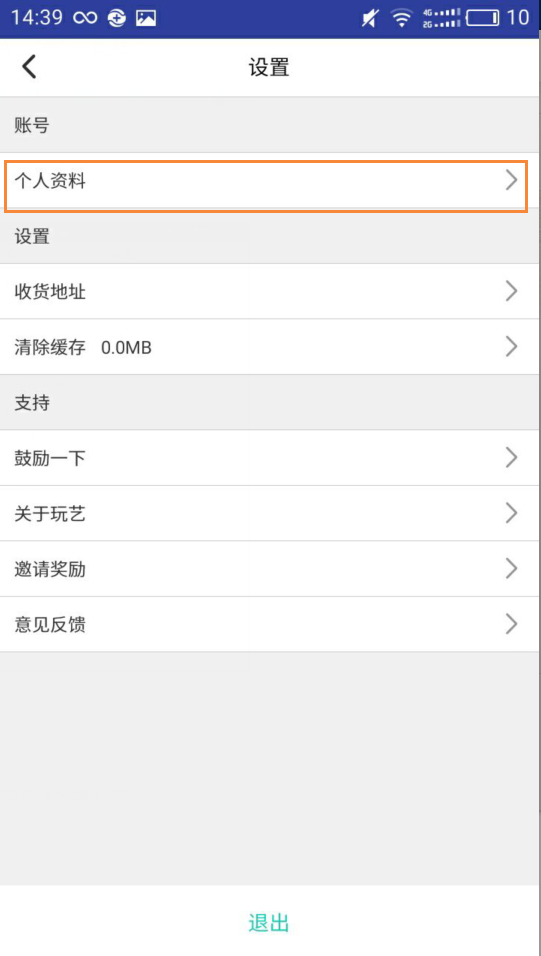 14:39 4G 2G 10
设置
账号
个人资料
设置
收货地址
清除缓存 0.0MB
支持
鼓励一下
关于玩艺
邀请奖励
意见反馈
退出